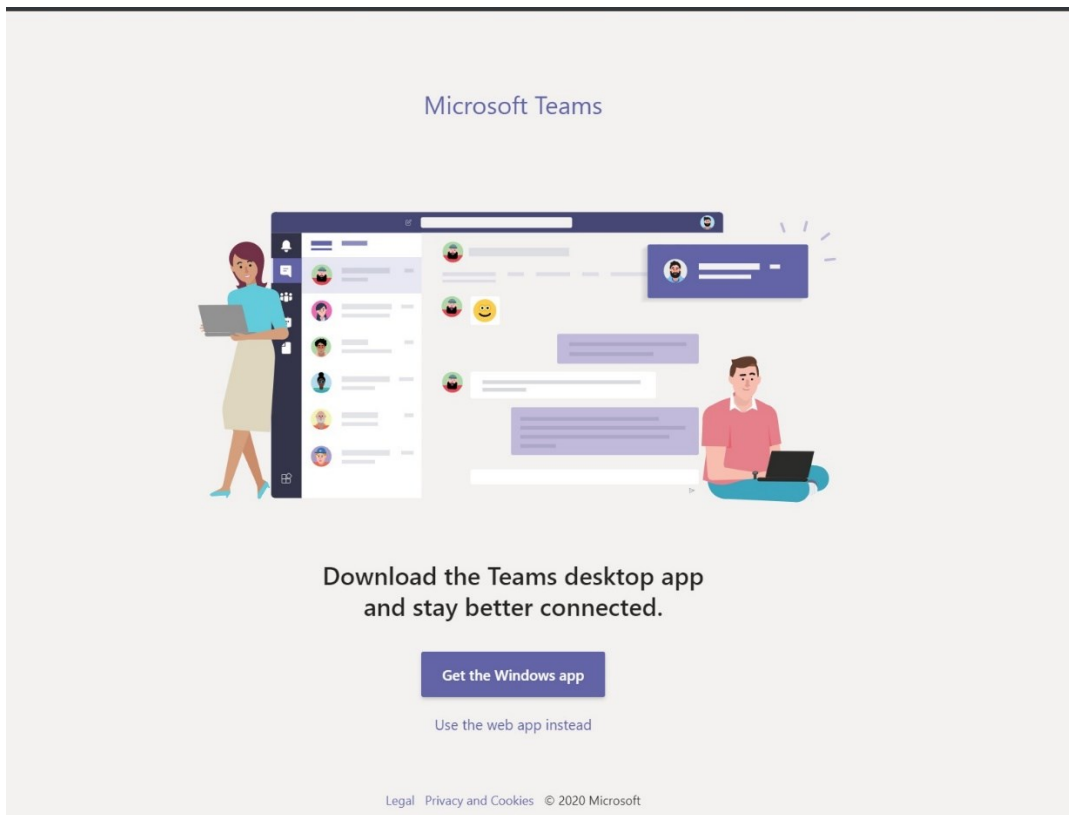 Microsoft Teams
Download the Teams desktop app
and stay better connected.
Get the Windows app
Use the web app instead
Legal Privacy and Cookies © 2020 Microsoft